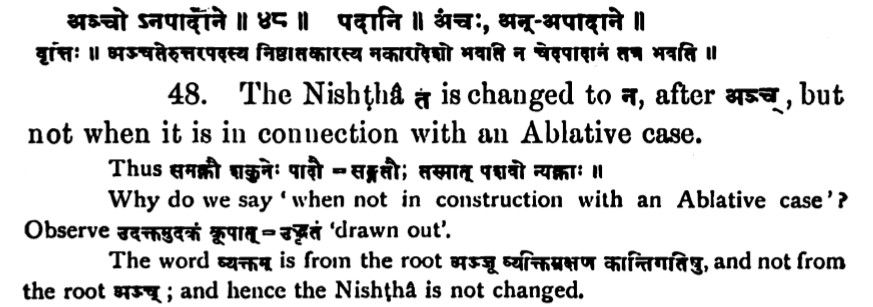 अञ्चो ऽनपादाने ॥ ४८ ॥ पदानि ॥ अंचः, अन्-अपादाने ॥
वृत्तिः ॥ अञ्चतेरुत्तरपदस्य निष्ठातकारस्य नकारादेशो भवति न चेदपादानं तत्र भवति ॥
48. The Nishṭhâ त is changed to न, after अञ्च्, but
not when it is in connection with an Ablative case.
Thus समक्नौ शकुनेः पादौ = सङ्गतौ; तस्मात् पशवो न्यक्नाः ॥
Why do we say ‘when not in construction with an Ablative case’?
Observe उदक्तमुदकं कूपात् = उद्धृतं ‘drawn out’.
The word व्यक्तम् is from the root अञ्जू व्यक्तिम्रक्षण कान्तिगतिषु, and not from
the root अञ्च्; and hence the Nishṭhâ is not changed.